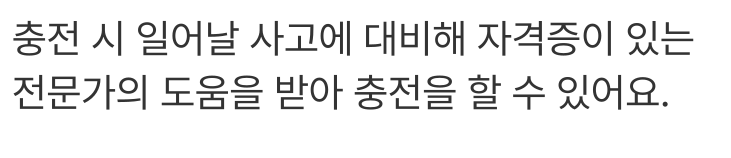 충전 시 일어날 사고에 대비해 자격증이 있는
전문가의 도움을 받아 충전을 할 수 있어요.